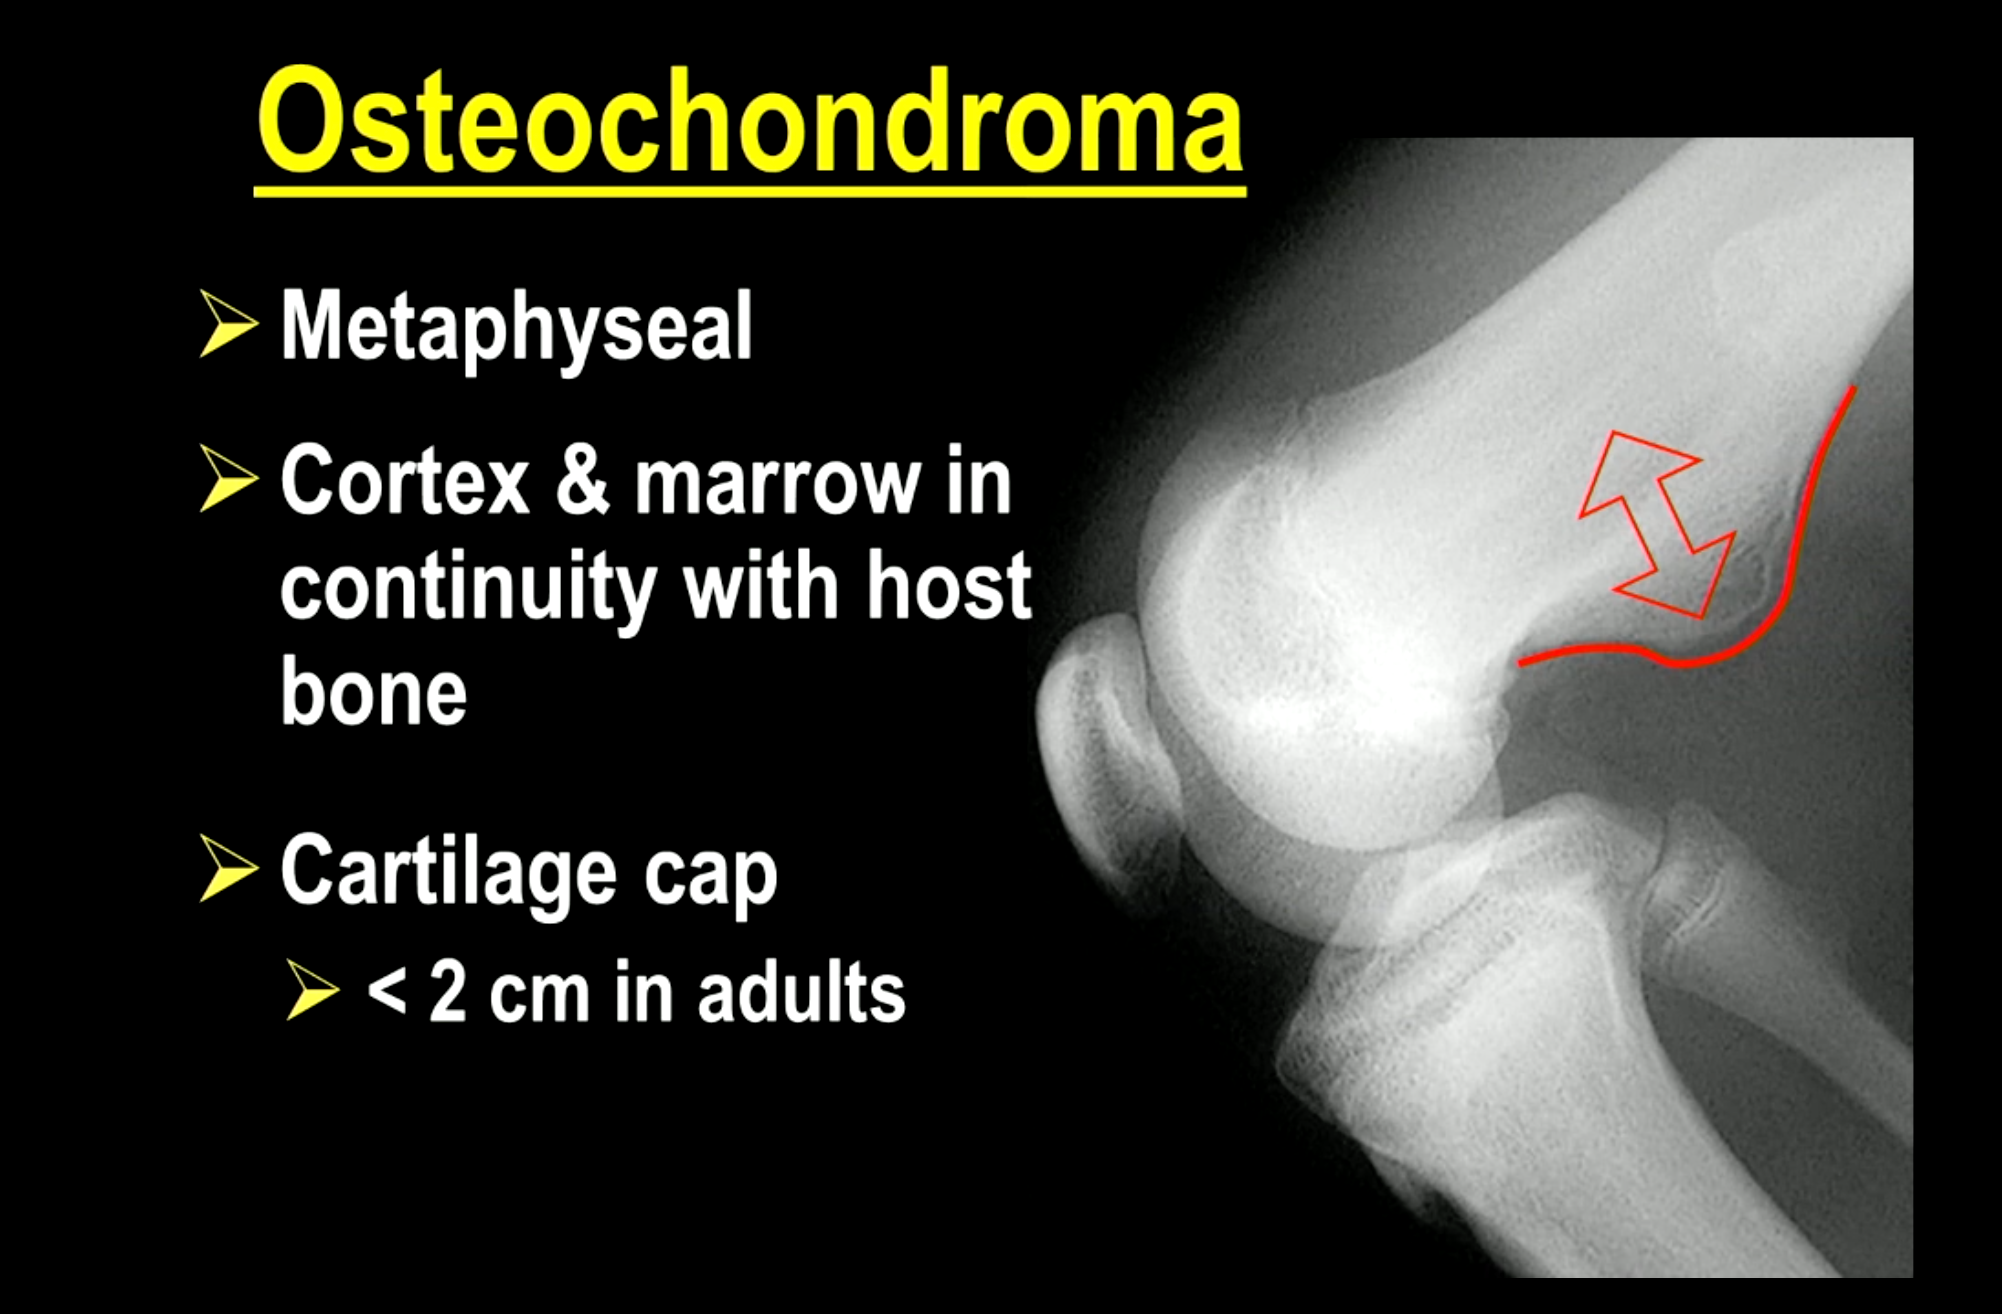 Osteochondroma
Metaphyseal
Cortex & marrow in
continuity with host
bone
Cartilage cap
< 2 cm in adults